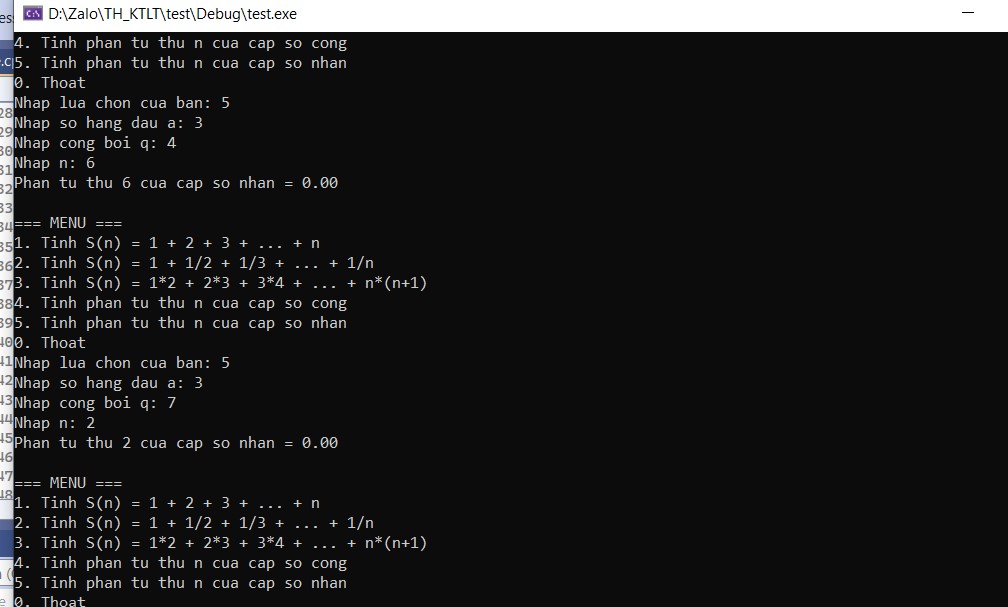 D:\Zalo\TH_KTLT\test\Debug\test.exe
4. Tinh phan tu thu n cua cap so cong
5. Tinh phan tu thu n cua cap so nhan
0. Thoat
Nhap lua chon cua ban: 5
Nhap so hang dau a: 3
Nhap cong boi q: 4
Nhap n: 6
Phan tu thu 6 cua cap so nhan = 0.00
=== MENU ===
1. Tinh S(n) = 1 + 2 + 3 + ... + n
2. Tinh S(n) = 1 + 1/2 + 1/3 + ... + 1/n
3. Tinh S(n) = 1*2 + 2*3 + 3*4 + ... + n*(n+1)
4. Tinh phan tu thu n cua cap so cong
5. Tinh phan tu thu n cua cap so nhan
0. Thoat
Nhap lua chon cua ban: 5
Nhap so hang dau a: 3
Nhap cong boi q: 7
Nhap n: 2
Phan tu thu 2 cua cap so nhan = 0.00
=== MENU ===
1. Tinh S(n) = 1 + 2 + 3 + ... + n
2. Tinh S(n) = 1 + 1/2 + 1/3 + ... + 1/n
3. Tinh S(n) = 1*2 + 2*3 + 3*4 + ... + n*(n+1)
4. Tinh phan tu thu n cua cap so cong
5. Tinh phan tu thu n cua cap so nhan
0. Thoat